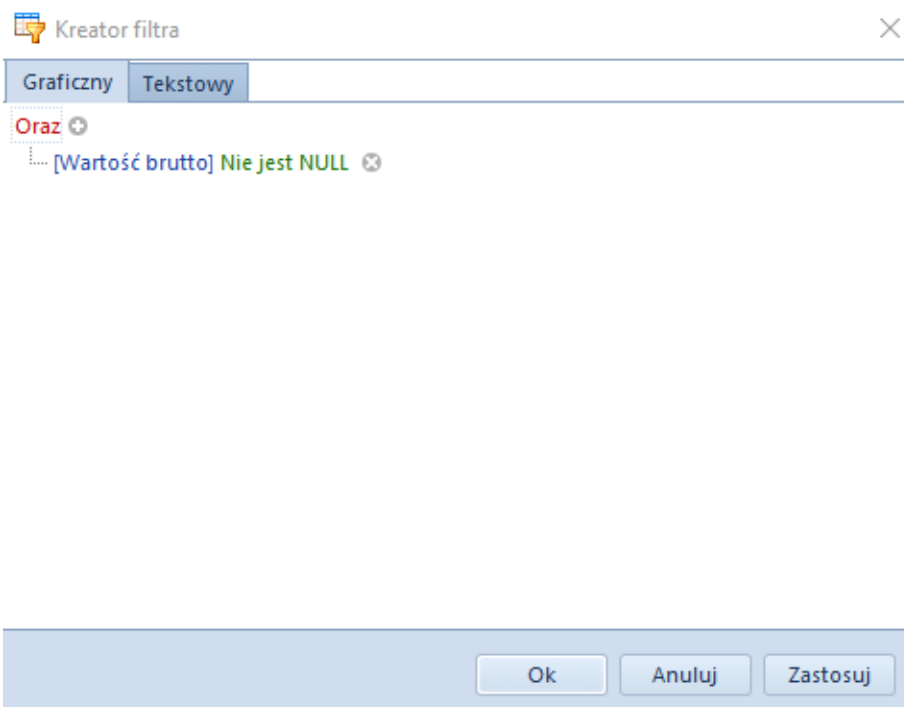 Kreator filtra
Graficzny Tekstowy
Oraz
[Wartość brutto] Nie jest NULL
Ok Anuluj Zastosuj